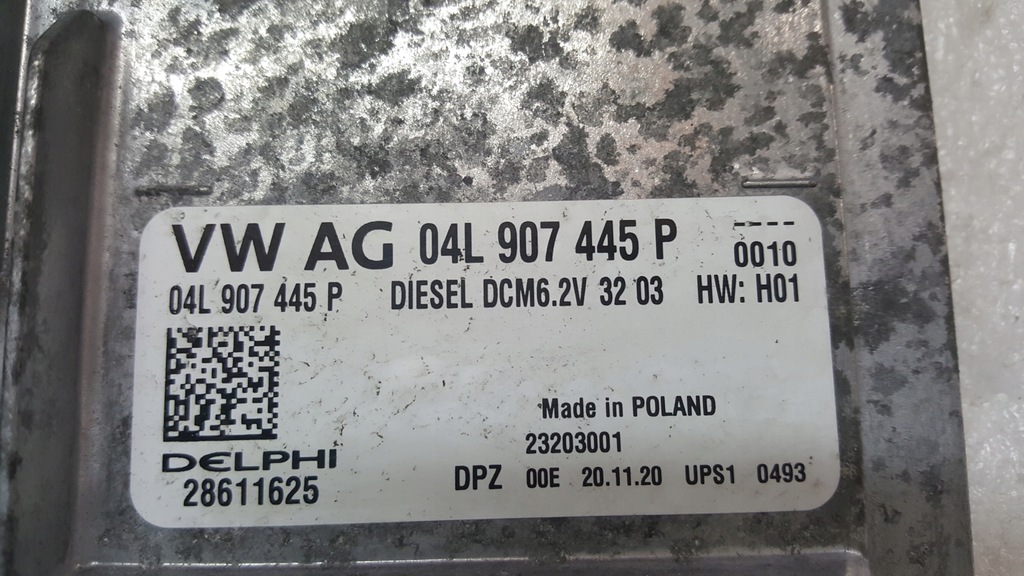 VW AG 04L 907 445 P ----
0010
04L 907 445 P DIESEL DCM6.2V 32 03 HW: H01
Made in POLAND
23203001
DELPHI
28611625
DPZ 00E 20.11.20 UPS1 0493